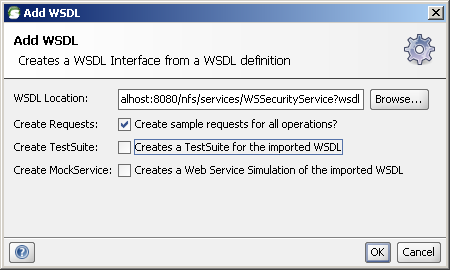 Add WSDL
Add WSDL
Creates a WSDL Interface from a WSDL definition
WSDL Location: alhost:8080/nfs/services/WSSecurityService?wsdl Browse...
Create Requests: Create sample requests for all operations?
Create TestSuite: Creates a TestSuite for the imported WSDL
Create MockService: Creates a Web Service Simulation of the imported WSDL
? OK Cancel